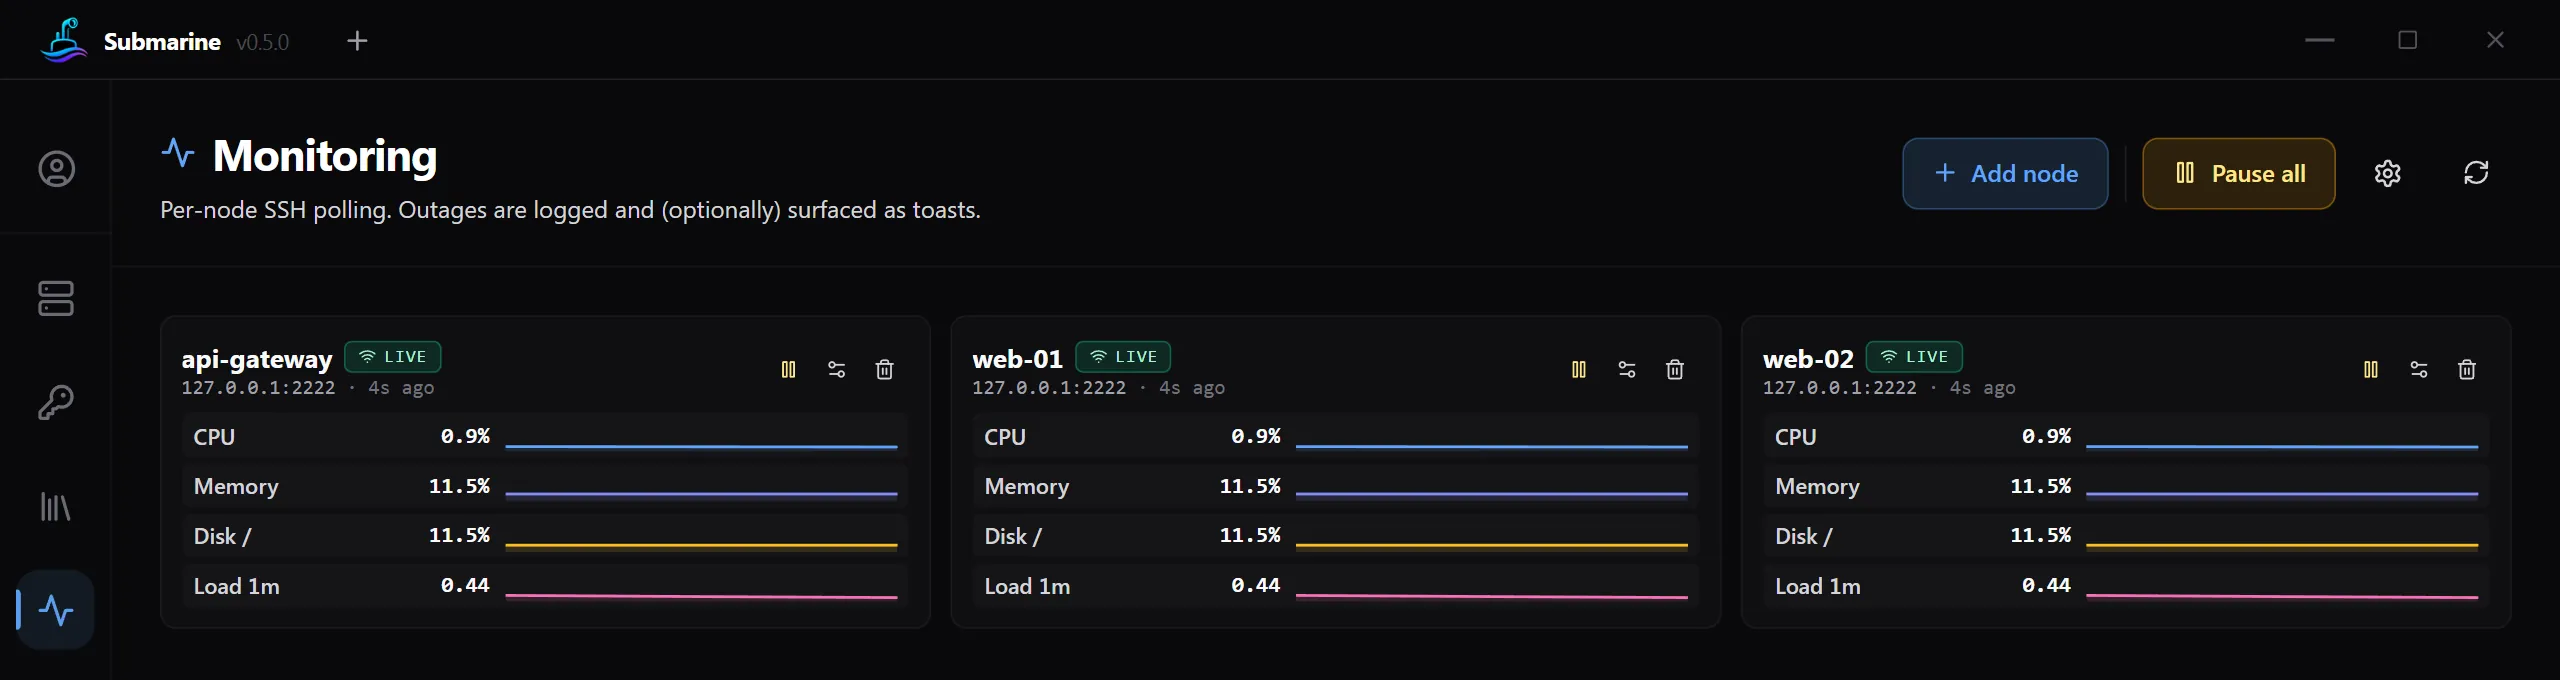 Submarine v0.5.0
Monitoring
Per-node SSH polling. Outages are logged and (optionally) surfaced as toasts.
Add node
Pause all
api-gateway LIVE
127.0.0.1:2222 · 4s ago
CPU 0.9%
Memory 11.5%
Disk / 11.5%
Load 1m 0.44
web-01 LIVE
127.0.0.1:2222 · 4s ago
CPU 0.9%
Memory 11.5%
Disk / 11.5%
Load 1m 0.44
web-02 LIVE
127.0.0.1:2222 · 4s ago
CPU 0.9%
Memory 11.5%
Disk / 11.5%
Load 1m 0.44